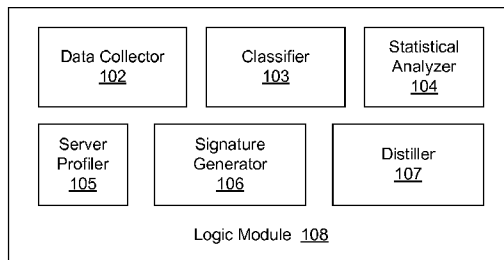 Data Collector
102
Classifier
103
Statistical
Analyzer
104
Server
Profiler
105
Signature
Generator
106
Distiller
107
Logic Module 108